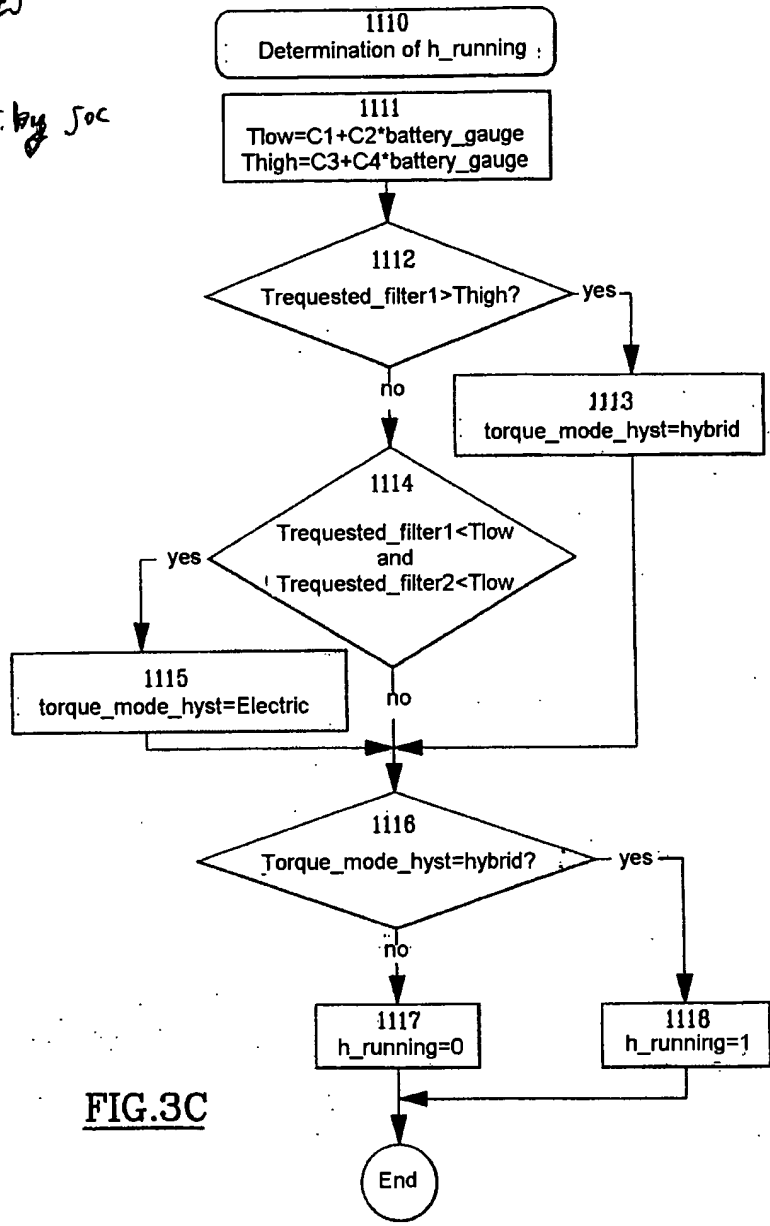 by soc
1110
Determination of h_running
1111
Tlow=C1+C2*battery_gauge
Thigh=C3+C4*battery_gauge
1112
Trequested_filter1>Thigh?
yes
no
1113
torque_mode_hyst=hybrid
1114
Trequested_filter1<Tlow
and
Trequested_filter2<Tlow
yes
1115
torque_mode_hyst=Electric
no
1116
Torque_mode_hyst=hybrid?
yes
no
1117
h_running=0
1118
h_running=1
FIG.3C
End